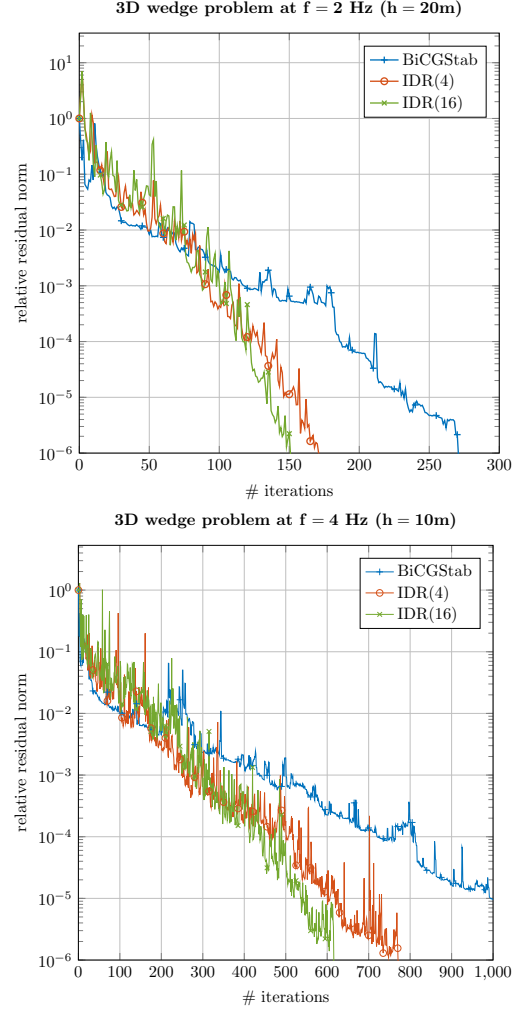 3D wedge problem at f = 2 Hz (h = 20m)
BiCGStab
IDR(4)
IDR(16)
10^1
10^0
10^−1
10^−2
10^−3
10^−4
10^−5
10^−6
relative residual norm
0 50 100 150 200 250 300
# iterations
3D wedge problem at f = 4 Hz (h = 10m)
BiCGStab
IDR(4)
IDR(16)
10^0
10^−1
10^−2
10^−3
10^−4
10^−5
10^−6
relative residual norm
0 100 200 300 400 500 600 700 800 900 1,000
# iterations